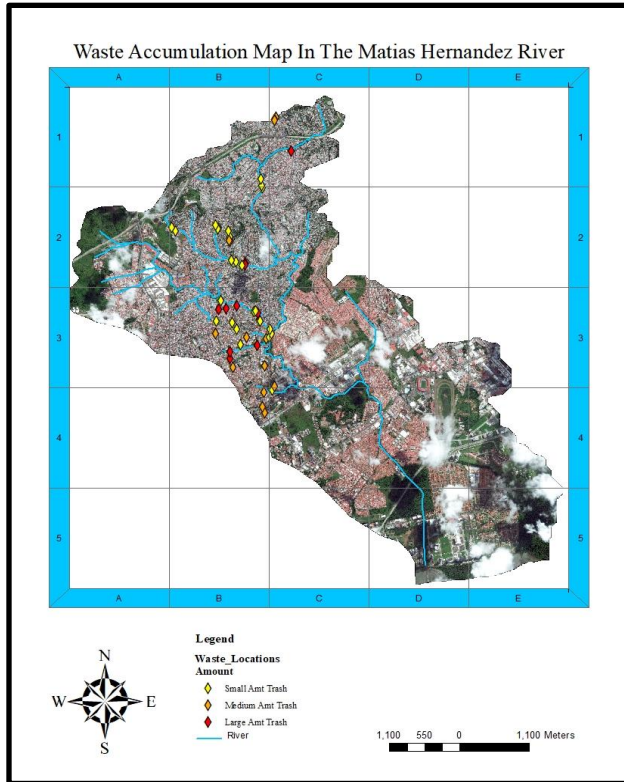 Waste Accumulation Map In The Matias Hernandez River
A B C D E
1 1
2 2
3 3
4 4
5 5
A B C D E
N
W E
S
Legend
Waste_Locations
Amount
Small Amt Trash
Medium Amt Trash
Large Amt Trash
River
1,100 550 0 1,100 Meters